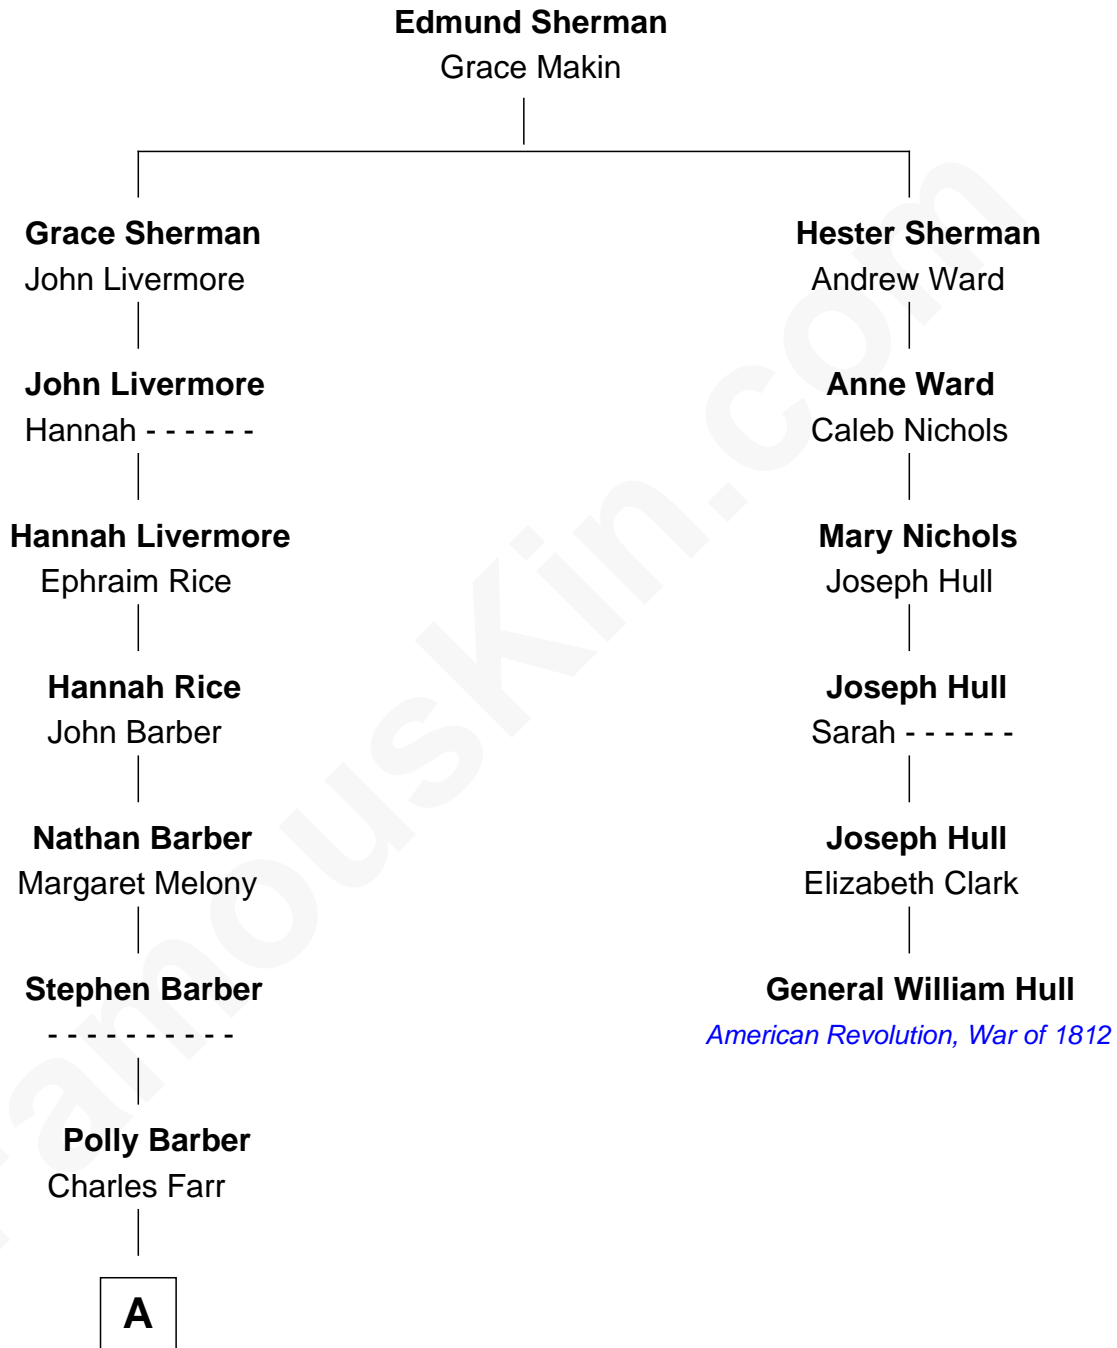 Edmund Sherman
Grace Makin
Grace Sherman
John Livermore
Hester Sherman
Andrew Ward
John Livermore
Hannah - - - - - -
Anne Ward
Caleb Nichols
Hannah Livermore
Ephraim Rice
Mary Nichols
Joseph Hull
Hannah Rice
John Barber
Joseph Hull
Sarah - - - - - -
Nathan Barber
Margaret Melony
Joseph Hull
Elizabeth Clark
Stephen Barber
- - - - - - - - - -
General William Hull
American Revolution, War of 1812
Polly Barber
Charles Farr
A
FamousKin.com